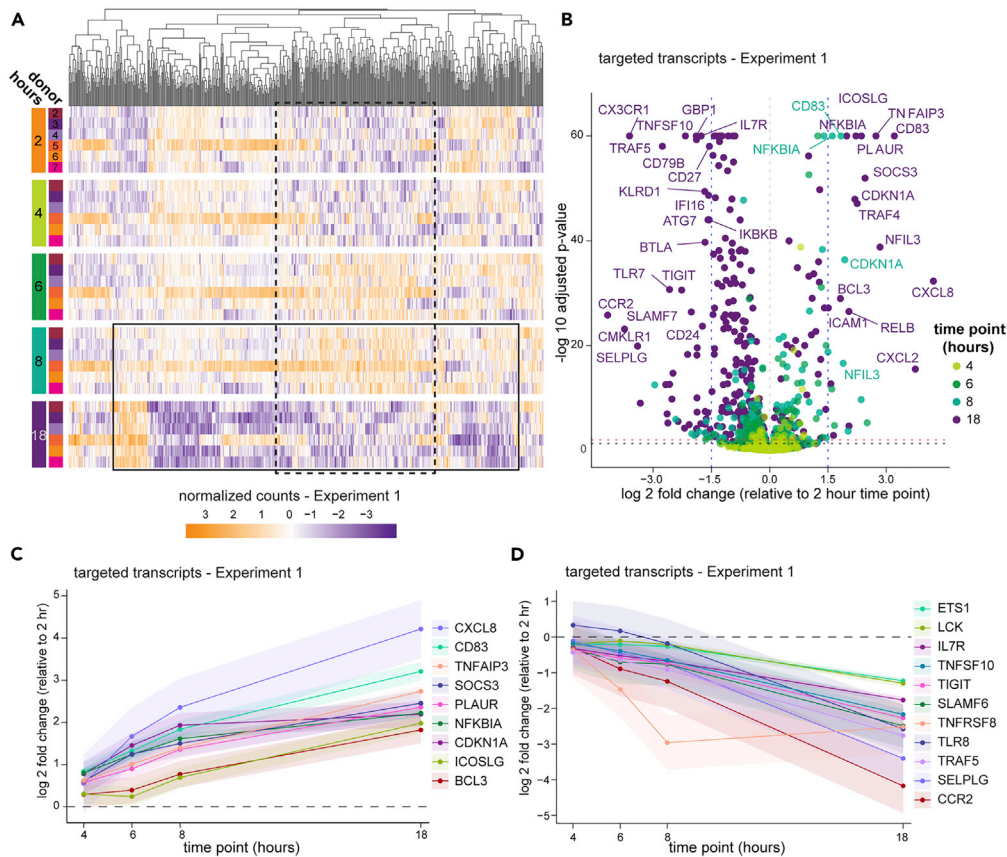 A
donor
hours
2
3
4
5
6
7
2
4
6
8
18
normalized counts - Experiment 1
3 2 1 0 −1 −2 −3
B
targeted transcripts - Experiment 1
ICOSLG
CX3CR1 GBP1 CD83 TNFAIP3
TNFSF10 IL7R NFKBIA CD83
TRAF5 NFKBIA PLAUR
CD79B
CD27 SOCS3
KLRD1 CDKN1A
IFI16 TRAF4
ATG7
IKBKB NFIL3
BTLA CDKN1A
TLR7 TIGIT BCL3 CXCL8
CCR2
SLAMF7 ICAM1 RELB
CMKLR1 CD24 CXCL2
SELPLG NFIL3
-log 10 adjusted p-value
60
40
20
0
−3.0 −1.5 0.0 1.5 3.0
log 2 fold change (relative to 2 hour time point)
time point
(hours)
4
6
8
18
C
targeted transcripts - Experiment 1
log 2 fold change (relative to 2 hr)
5
4
3
2
1
0
4 6 8 18
time point (hours)
CXCL8
CD83
TNFAIP3
SOCS3
PLAUR
NFKBIA
CDKN1A
ICOSLG
BCL3
D
targeted transcripts - Experiment 1
log 2 fold change (relative to 2 hr)
1
0
−1
−2
−3
−4
−5
4 6 8 18
time point (hours)
ETS1
LCK
IL7R
TNFSF10
TIGIT
SLAMF6
TNFRSF8
TLR8
TRAF5
SELPLG
CCR2